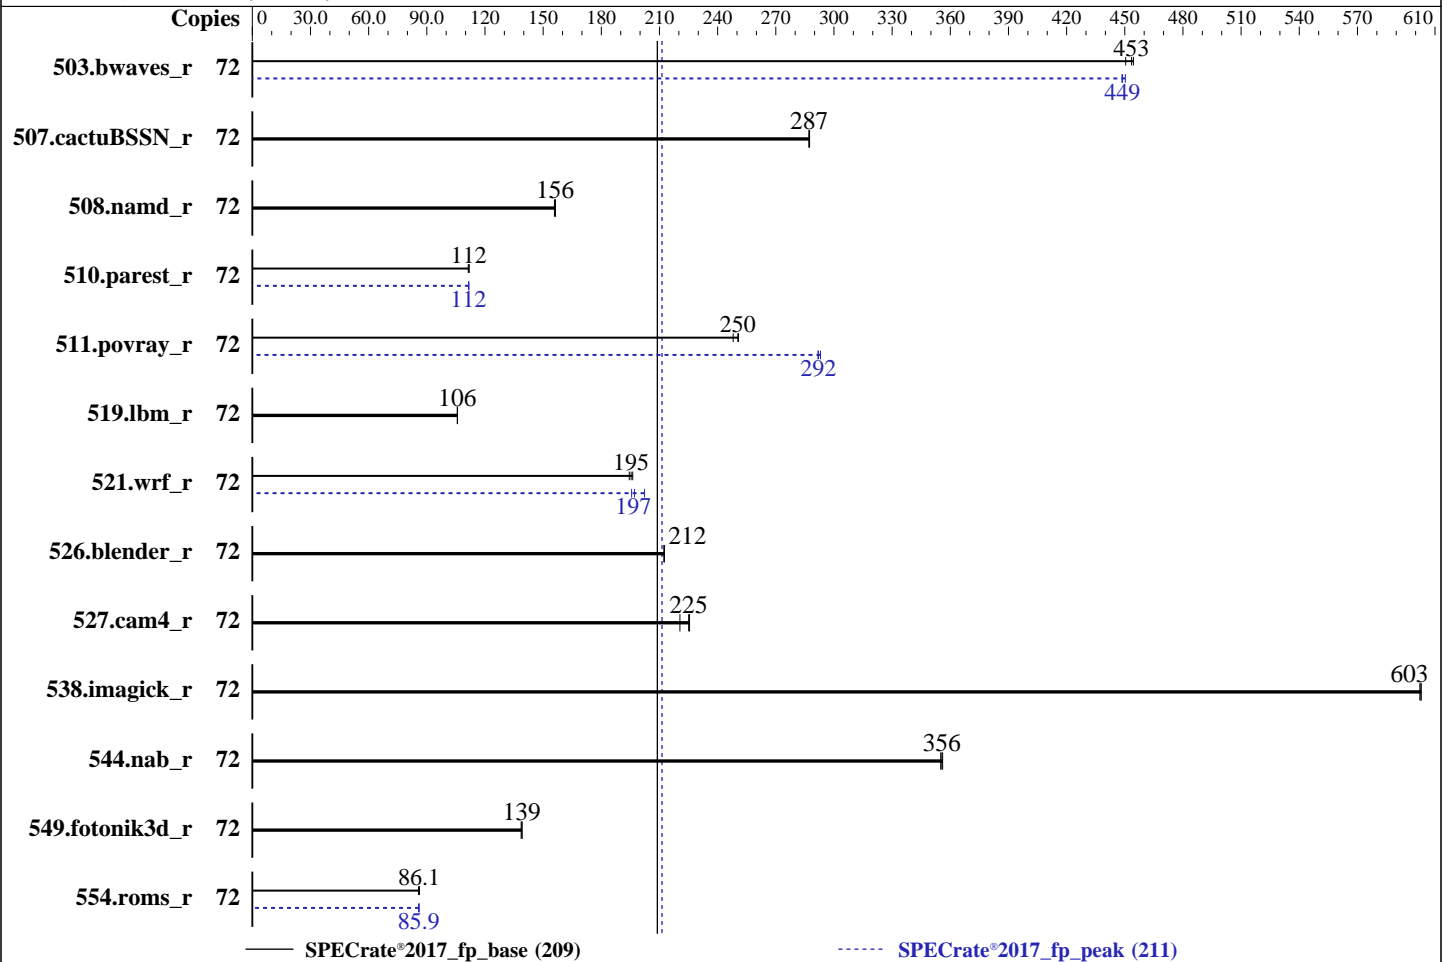 Copies 0 30.0 60.0 90.0 120 150 180 210 240 270 300 330 360 390 420 450 480 510 540 570 610
453
503.bwaves_r 72
449
287
507.cactuBSSN_r 72
156
508.namd_r 72
112
510.parest_r 72
112
250
511.povray_r 72
292
106
519.lbm_r 72
195
521.wrf_r 72
197
212
526.blender_r 72
225
527.cam4_r 72
603
538.imagick_r 72
356
544.nab_r 72
139
549.fotonik3d_r 72
86.1
554.roms_r 72
85.9
SPECrate®2017_fp_base (209) SPECrate®2017_fp_peak (211)